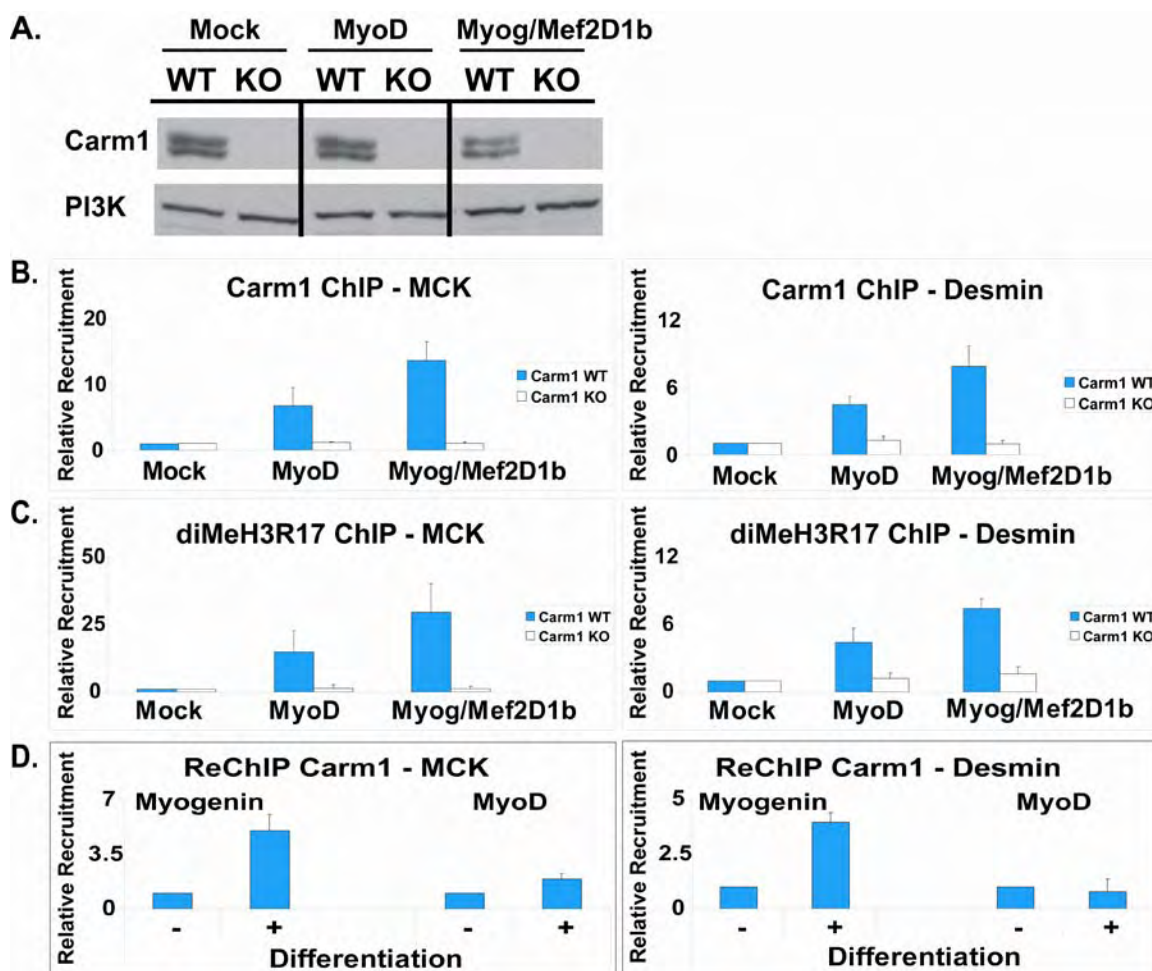 A.
Mock MyoD Myog/Mef2D1b
WT KO WT KO WT KO
Carm1
PI3K
B.
Carm1 ChIP - MCK
Relative Recruitment
20
10
0
Carm1 WT
Carm1 KO
Mock MyoD Myog/Mef2D1b
Carm1 ChIP - Desmin
Relative Recruitment
12
6
0
Carm1 WT
Carm1 KO
Mock MyoD Myog/Mef2D1b
C.
diMeH3R17 ChIP - MCK
Relative Recruitment
50
25
0
Carm1 WT
Carm1 KO
Mock MyoD Myog/Mef2D1b
diMeH3R17 ChIP - Desmin
Relative Recruitment
12
6
0
Carm1 WT
Carm1 KO
Mock MyoD Myog/Mef2D1b
D.
ReChIP Carm1 - MCK
Relative Recruitment
7
3.5
0
Myogenin MyoD
- + - +
Differentiation
ReChIP Carm1 - Desmin
Relative Recruitment
5
2.5
0
Myogenin MyoD
- + - +
Differentiation